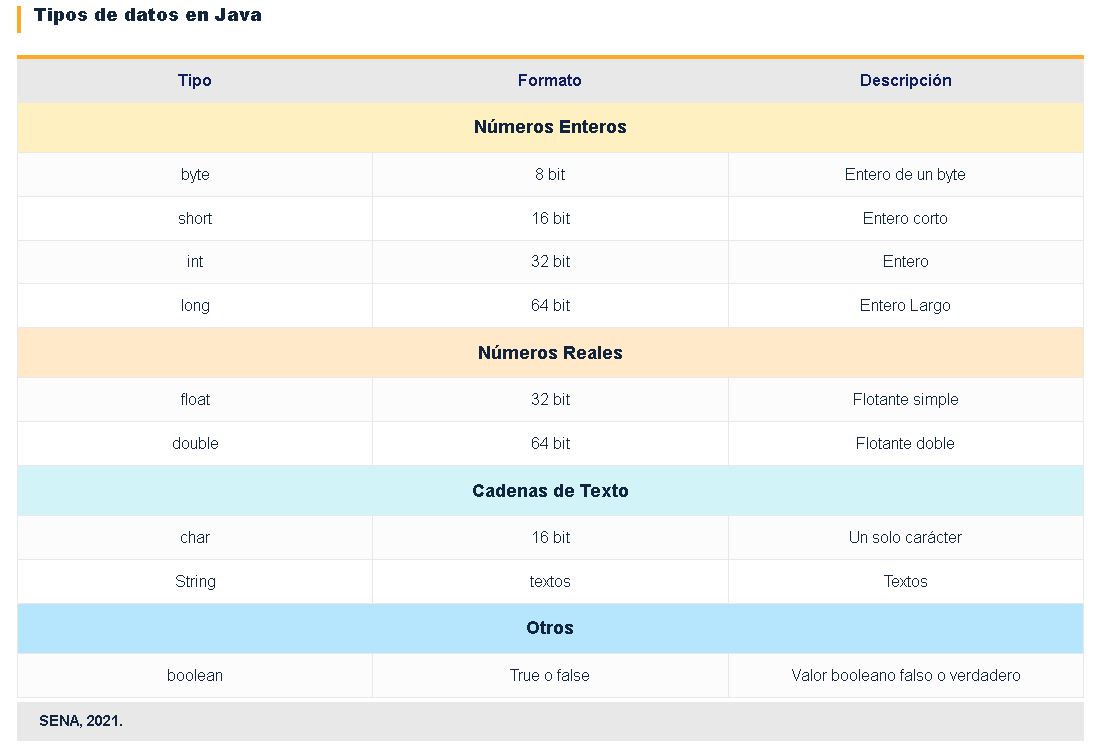 Tipos de datos en Java
Tipo Formato Descripción
Números Enteros
byte 8 bit Entero de un byte
short 16 bit Entero corto
int 32 bit Entero
long 64 bit Entero Largo
Números Reales
float 32 bit Flotante simple
double 64 bit Flotante doble
Cadenas de Texto
char 16 bit Un solo carácter
String textos Textos
Otros
boolean True o false Valor booleano falso o verdadero
SENA, 2021.